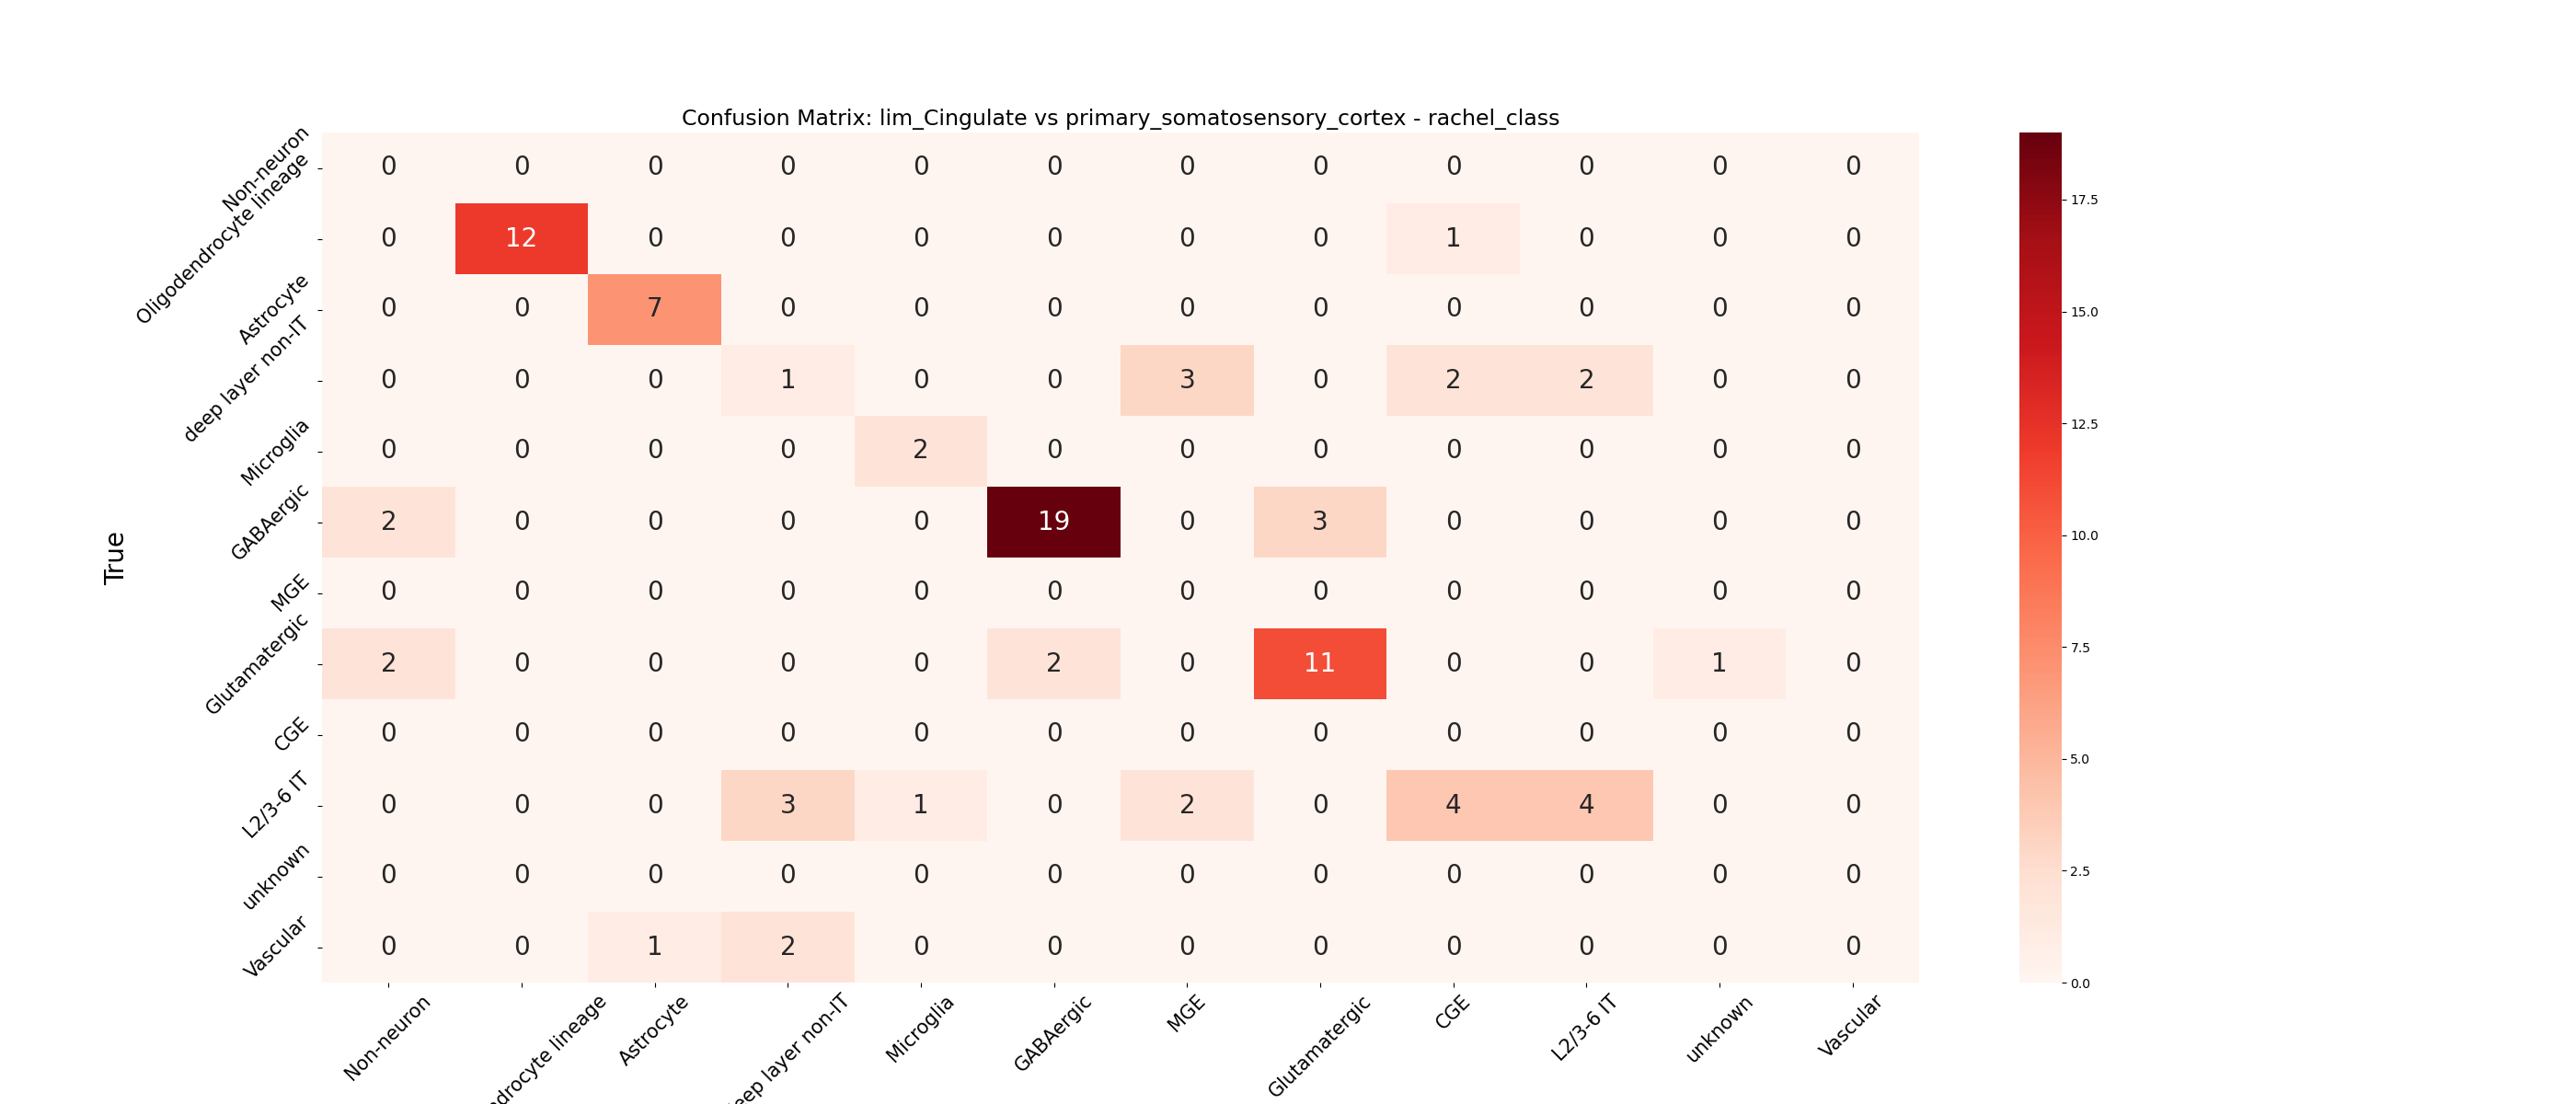 Confusion Matrix: lim_Cingulate vs primary_somatosensory_cortex - rachel_class
Non-neuron 0 0 0 0 0 0 0 0 0 0 0 0
Oligodendrocyte lineage 0 12 0 0 0 0 0 0 1 0 0 0
Astrocyte 0 0 7 0 0 0 0 0 0 0 0 0
deep layer non-IT 0 0 0 1 0 0 3 0 2 2 0 0
Microglia 0 0 0 0 2 0 0 0 0 0 0 0
GABAergic 2 0 0 0 0 19 0 3 0 0 0 0
MGE 0 0 0 0 0 0 0 0 0 0 0 0
Glutamatergic 2 0 0 0 0 2 0 11 0 0 1 0
CGE 0 0 0 0 0 0 0 0 0 0 0 0
L2/3-6 IT 0 0 0 3 1 0 2 0 4 4 0 0
unknown 0 0 0 0 0 0 0 0 0 0 0 0
Vascular 0 0 1 2 0 0 0 0 0 0 0 0
True
Non-neuron
ndrocyte lineage
Astrocyte
eep layer non-IT
Microglia
GABAergic
MGE
Glutamatergic
CGE
L2/3-6 IT
unknown
Vascular
17.5
15.0
12.5
10.0
7.5
5.0
2.5
0.0